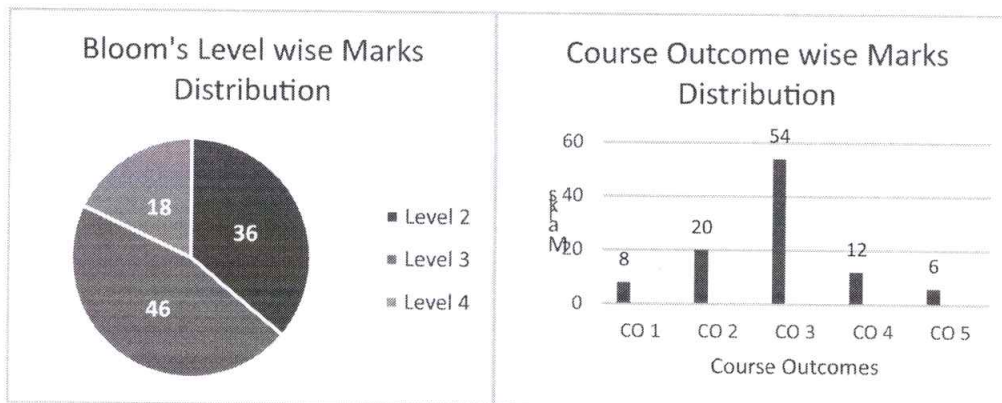 Bloom's Level wise Marks
Distribution
36
46
18
Level 2
Level 3
Level 4
Course Outcome wise Marks
Distribution
Marks
60
40
20
0
8
20
54
12
6
CO 1
CO 2
CO 3
CO 4
CO 5
Course Outcomes